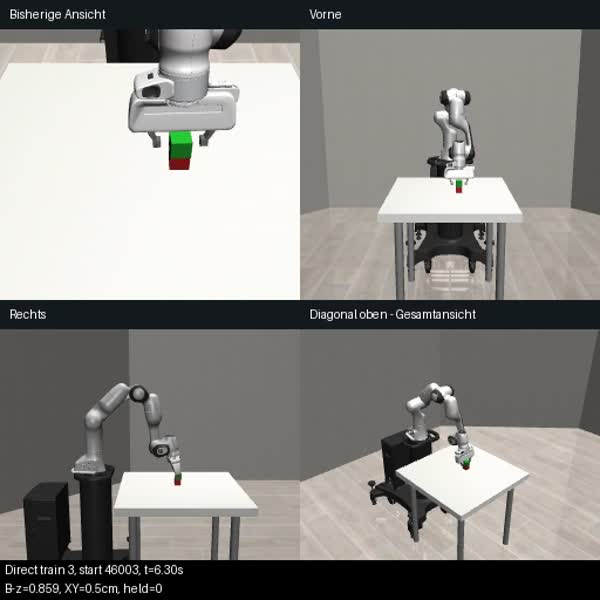 Bisherige Ansicht
Vorne
Rechts
Diagonal oben - Gesamtansicht
Direct train 3, start 46003, t=6.30s
B-z=0.859, XY=0.5cm, held=0